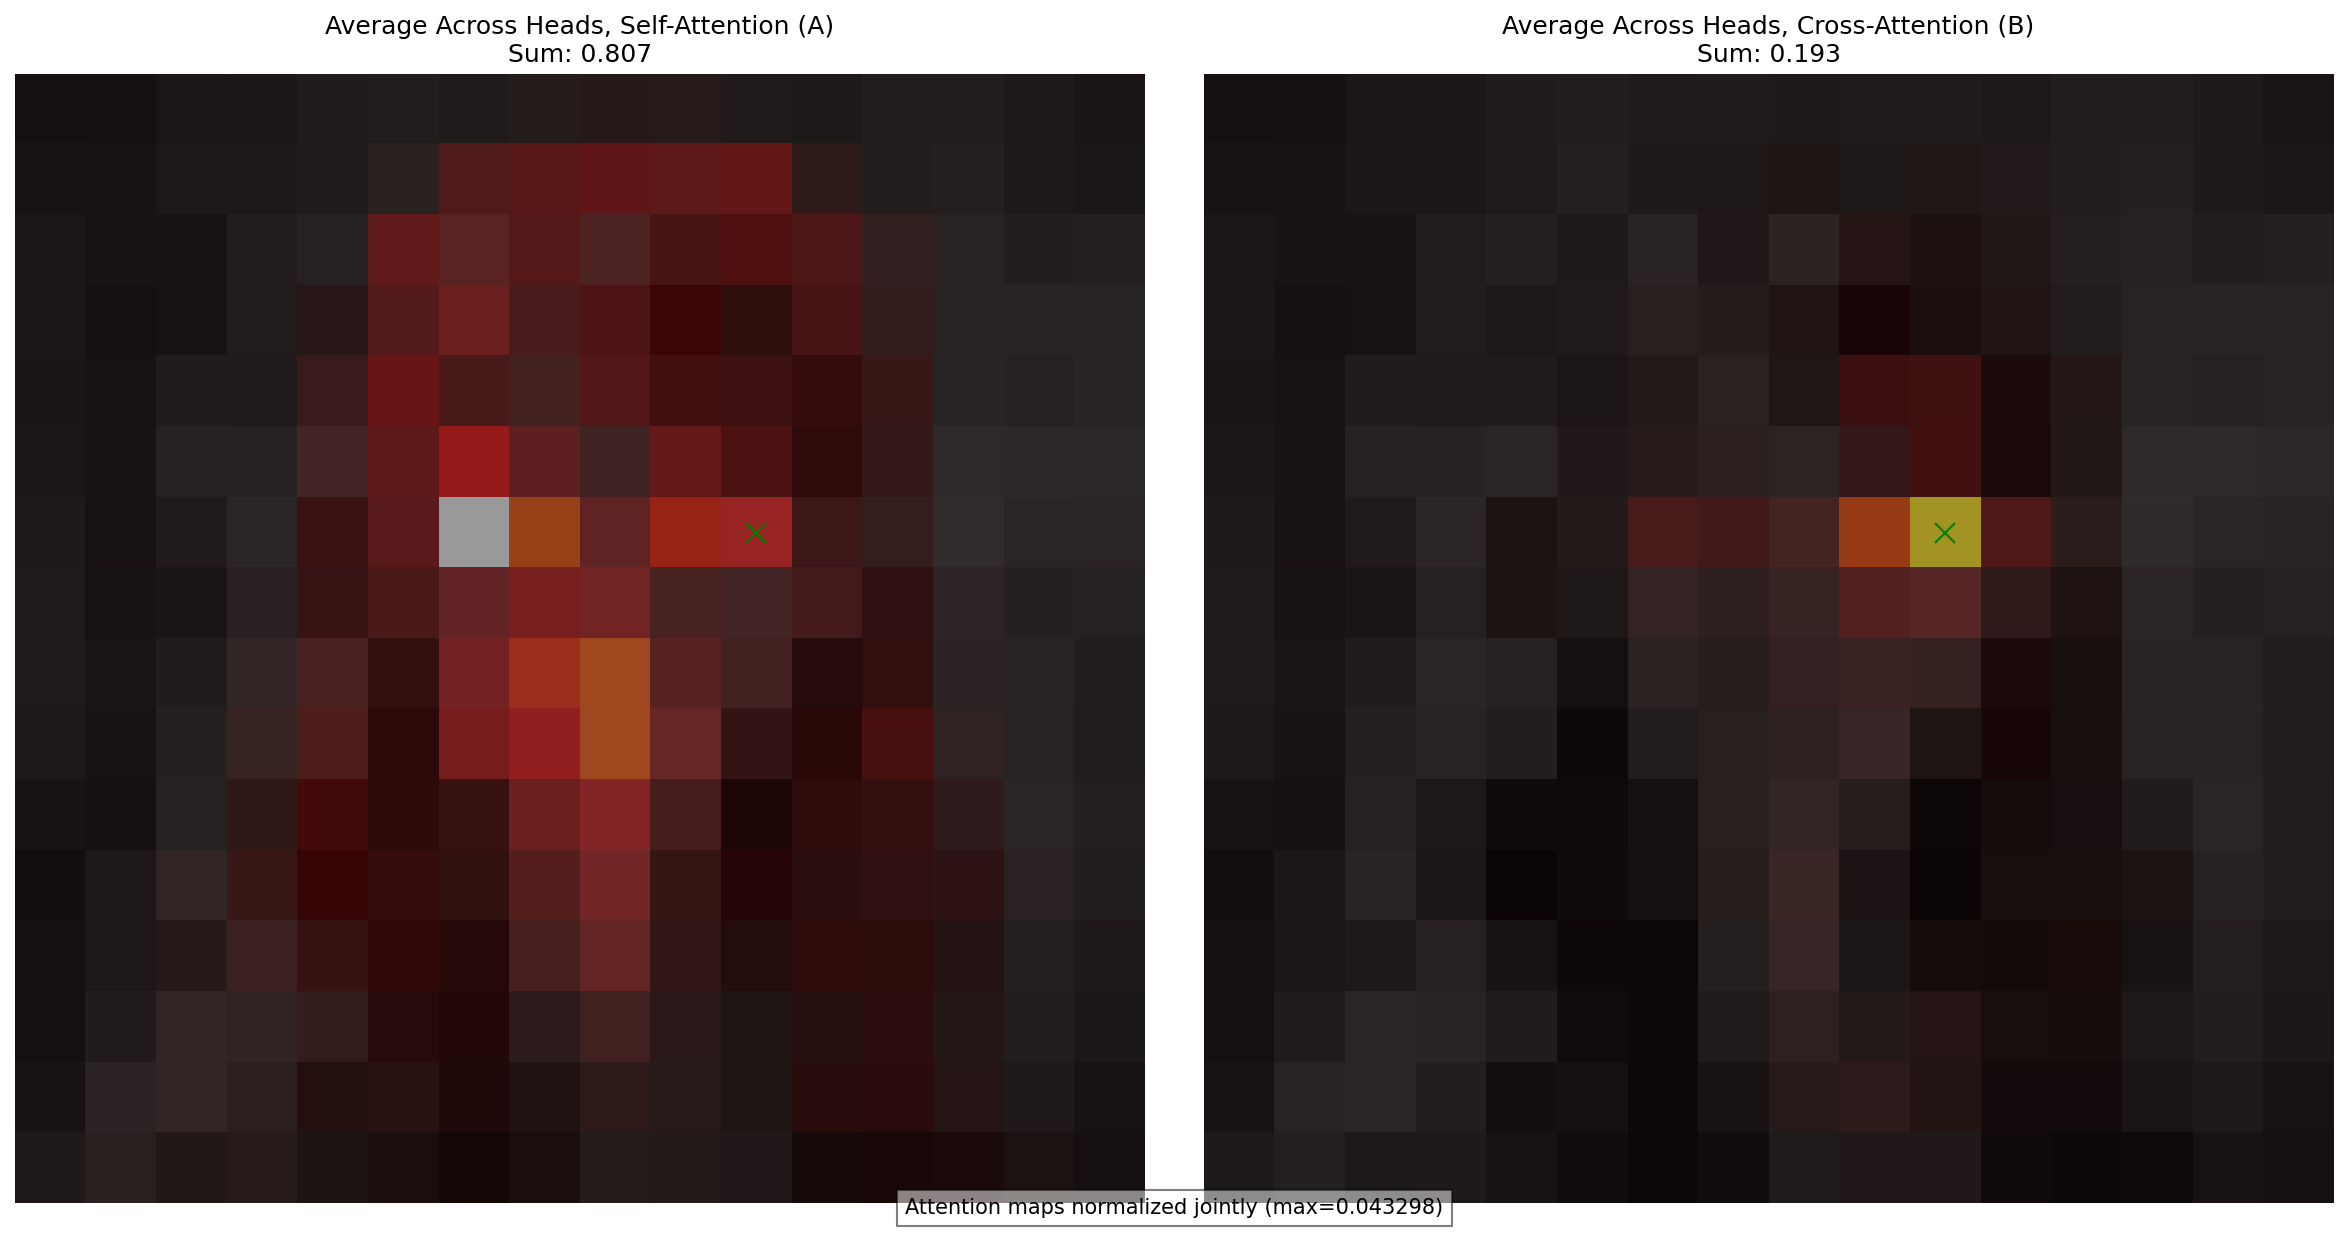 Average Across Heads, Self-Attention (A)
Sum: 0.807
Average Across Heads, Cross-Attention (B)
Sum: 0.193
Attention maps normalized jointly (max=0.043298)